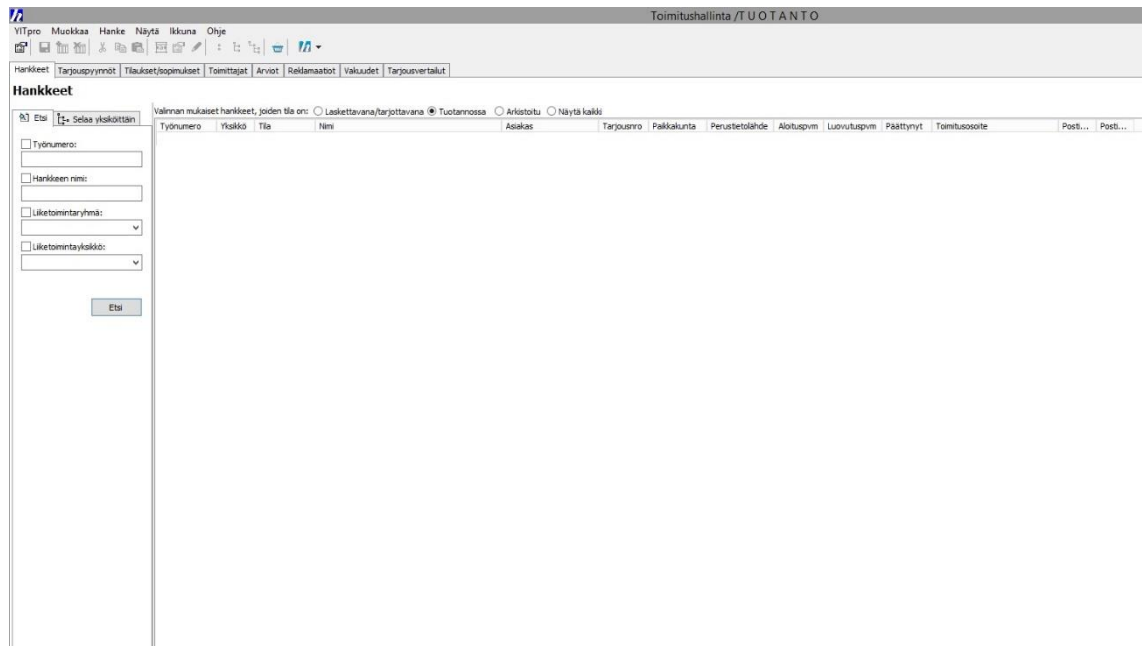 Toimitushallinta /T U O T A N T O
YITpro Muokkaa Hanke Näytä Ikkuna Ohje
Hankkeet Tarjouspyynnöt Tilaukset/sopimukset Toimittajat Arviot Reklamaatiot Vakuudet Tarjousvertailut
Hankkeet
Etsi Selaa yksiköittäin
Valinnan mukaiset hankkeet, joiden tila on: Laskettavana/tarjottavana Tuotannossa Arkistoitu Näytä kaikki
Työnumero Yksikkö Tila Nimi Asiakas Tarjousnro Paikkakunta Perustietolähde Aloituspvm Luovutuspvm Päättynyt Toimitusosoite Posti... Posti...
Työnumero:
Hankkeen nimi:
Liiketoimintaryhmä:
Liiketoimintayksikkö:
Etsi